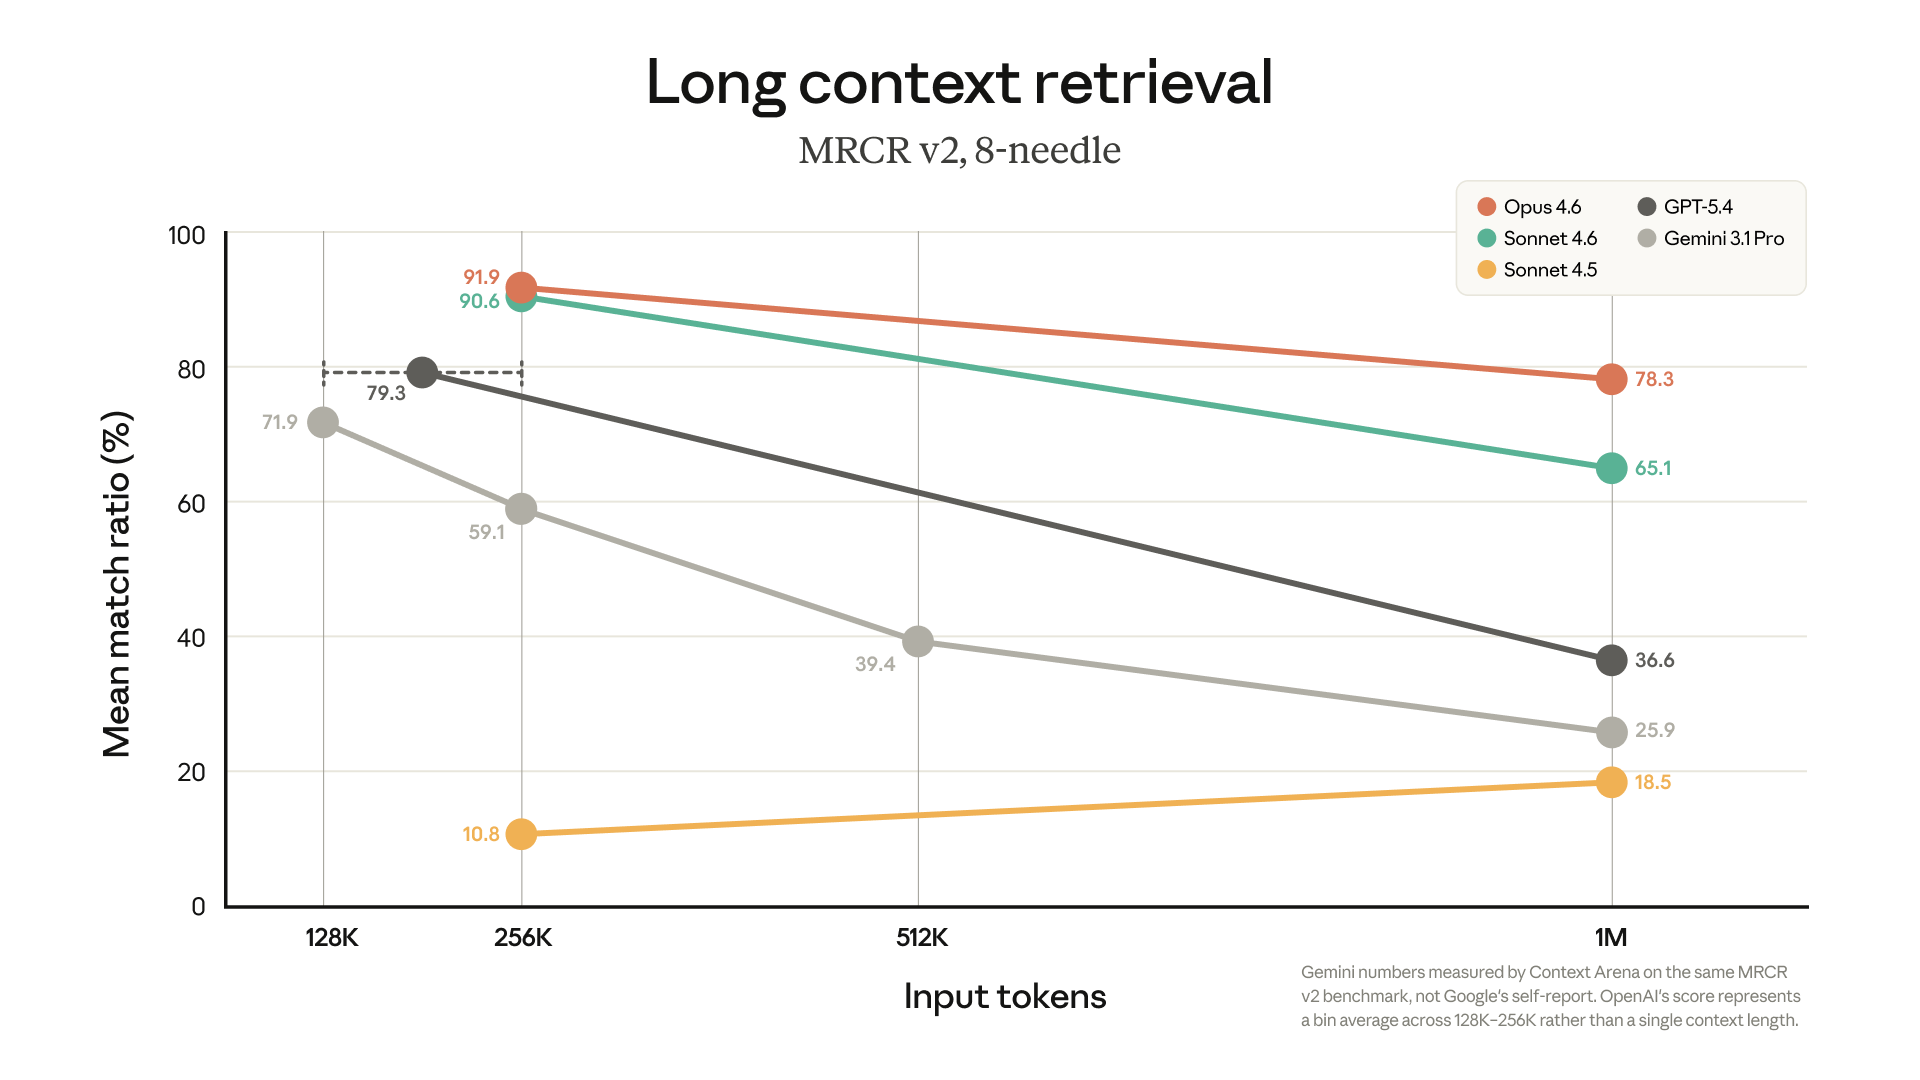 Long context retrieval
MRCR v2, 8-needle
Opus 4.6
GPT-5.4
Sonnet 4.6
Gemini 3.1 Pro
Sonnet 4.5
Mean match ratio (%)
100
80
60
40
20
0
91.9
90.6
79.3
71.9
59.1
39.4
10.8
78.3
65.1
36.6
25.9
18.5
128K
256K
512K
1M
Input tokens
Gemini numbers measured by Context Arena on the same MRCR
v2 benchmark, not Google's self-report. OpenAI's score represents
a bin average across 128K–256K rather than a single context length.